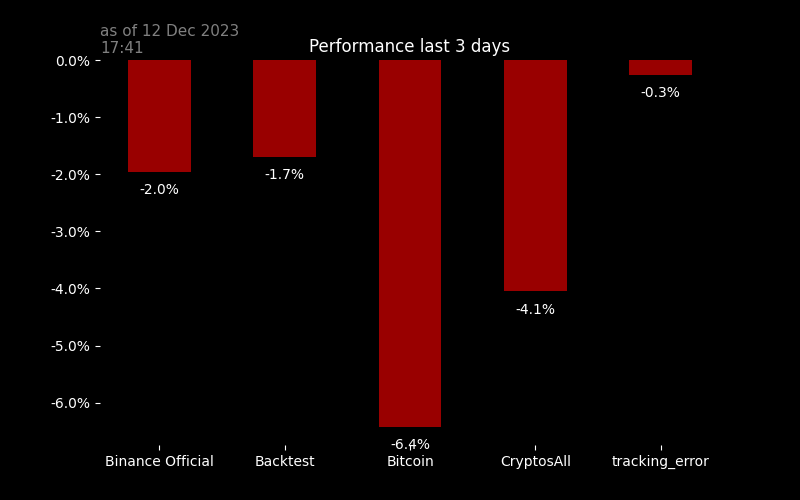 as of 12 Dec 2023
17:41
Performance last 3 days
0.0%
-1.0%
-2.0%
-3.0%
-4.0%
-5.0%
-6.0%
-2.0%
-1.7%
-6.4%
-4.1%
-0.3%
Binance Official
Backtest
Bitcoin
CryptosAll
tracking_error